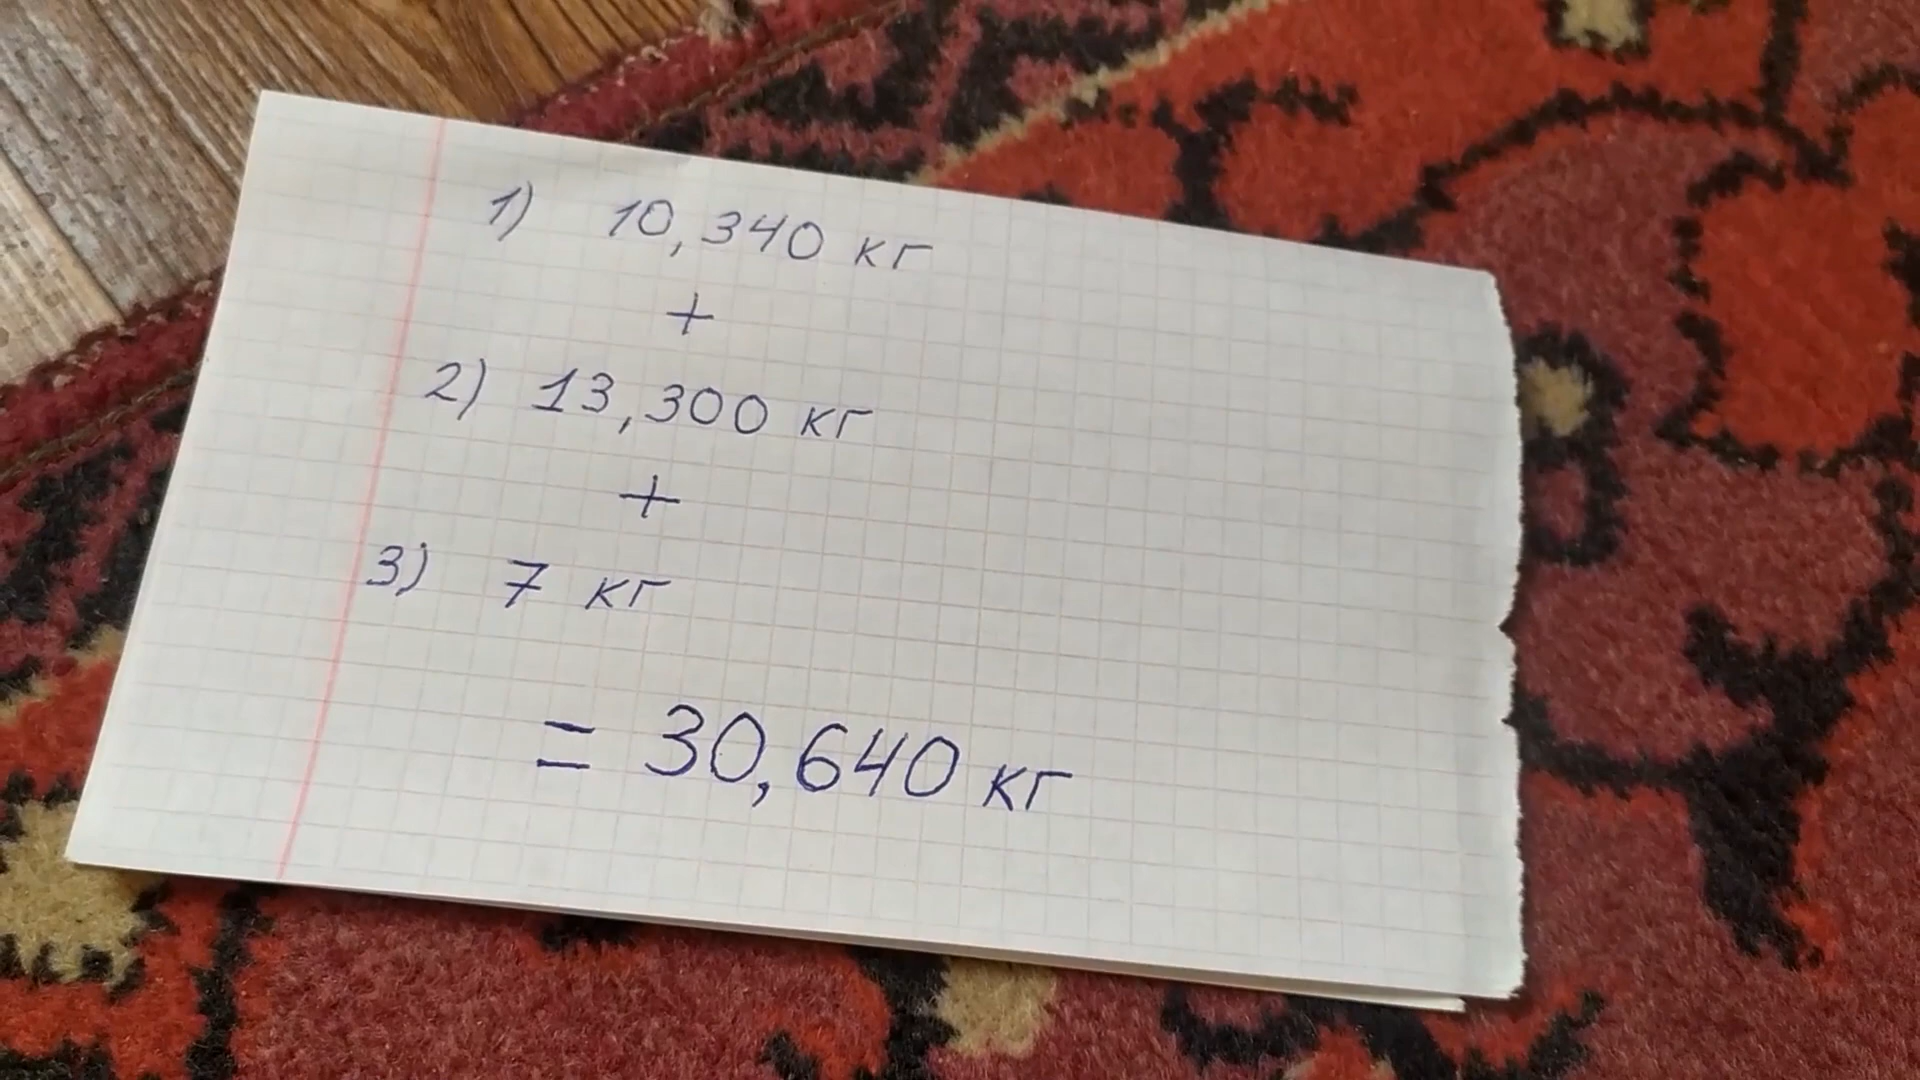 1) 10,340 кг
+
2) 13,300 кг
+
3) 7 кг
= 30,640 кг